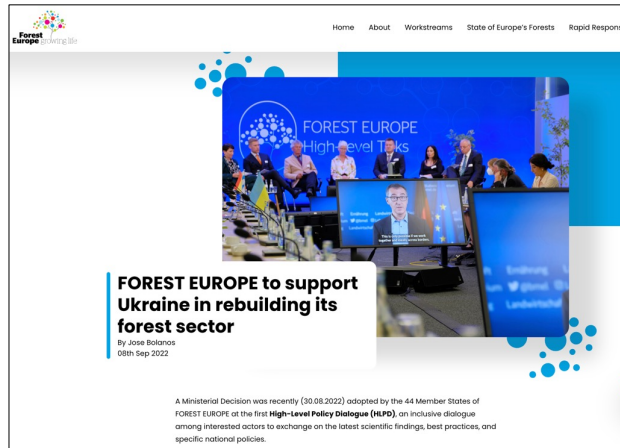 Forest
Europe growing life
Home About Workstreams State of Europe's Forests Rapid Respons
FOREST EUROPE
High-Level Talks
FOREST EUROPE to support
Ukraine in rebuilding its
forest sector
By Jose Bolanos
08th Sep 2022
A Ministerial Decision was recently (30.08.2022) adopted by the 44 Member States of
FOREST EUROPE at the first High-Level Policy Dialogue (HLPD), an inclusive dialogue
among interested actors to exchange on the latest scientific findings, best practices, and
specific national policies.